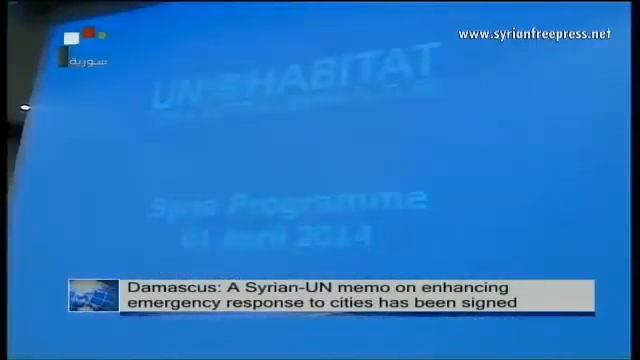 www.syrianfreepress.net
سورية
UN HABITAT
Syria Programme
01 April 2014
Damascus: A Syrian-UN memo on enhancing
emergency response to cities has been signed